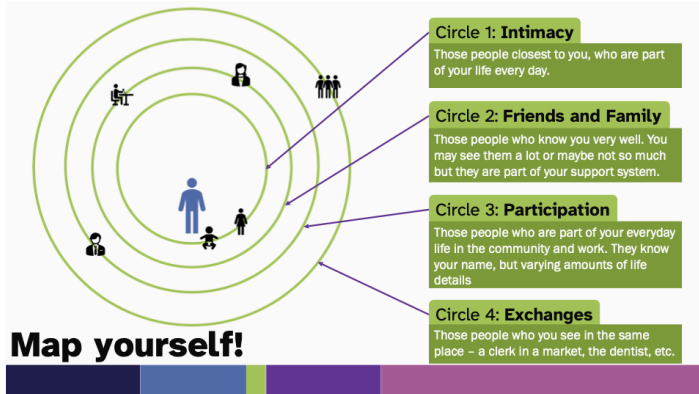 Circle 1: Intimacy
Those people closest to you, who are part
of your life every day.
Circle 2: Friends and Family
Those people who know you very well. You
may see them a lot or maybe not so much
but they are part of your support system.
Circle 3: Participation
Those people who are part of your everyday
life in the community and work. They know
your name, but varying amounts of life
details
Circle 4: Exchanges
Those people who you see in the same
place – a clerk in a market, the dentist, etc.
Map yourself!